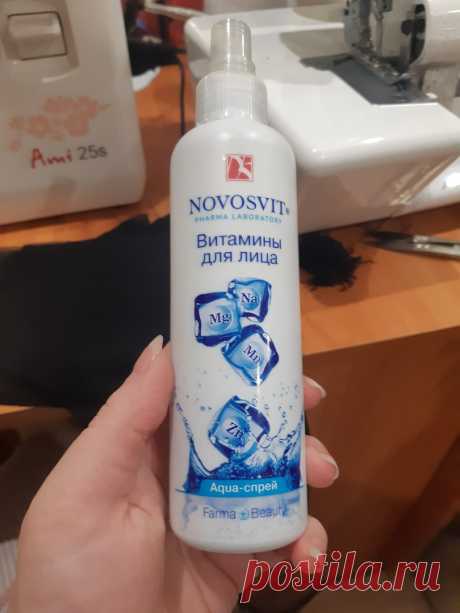 Ami 25s
NOVOSVIT®
PHARMA LABORATORY
Витамины
для лица
Na
Mg
Mn
Zn
Aqua-спрей
Farma + Beauty
postila.ru